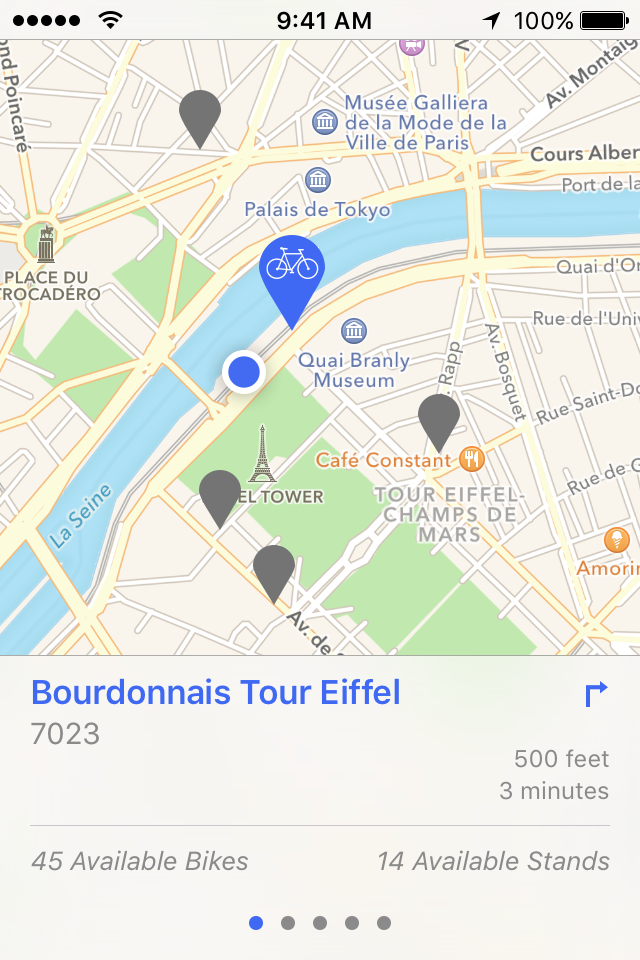 9:41 AM
100%
ond Poincaré
Av. Montaig
Musée Galliera
de la Mode de la
Ville de Paris
Cours Alber
Port de la
Palais de Tokyo
PLACE DU
TROCADÉRO
Quai d'Or
Rue de l'Univ
Quai Branly
Museum
Rapp
Av. Bosquet
Rue Saint-Do
Café Constant
EL TOWER
TOUR EIFFEL-
CHAMPS DE
MARS
Rue de G
La Seine
Amorin
Av. de
Bourdonnais Tour Eiffel
7023
500 feet
3 minutes
45 Available Bikes
14 Available Stands